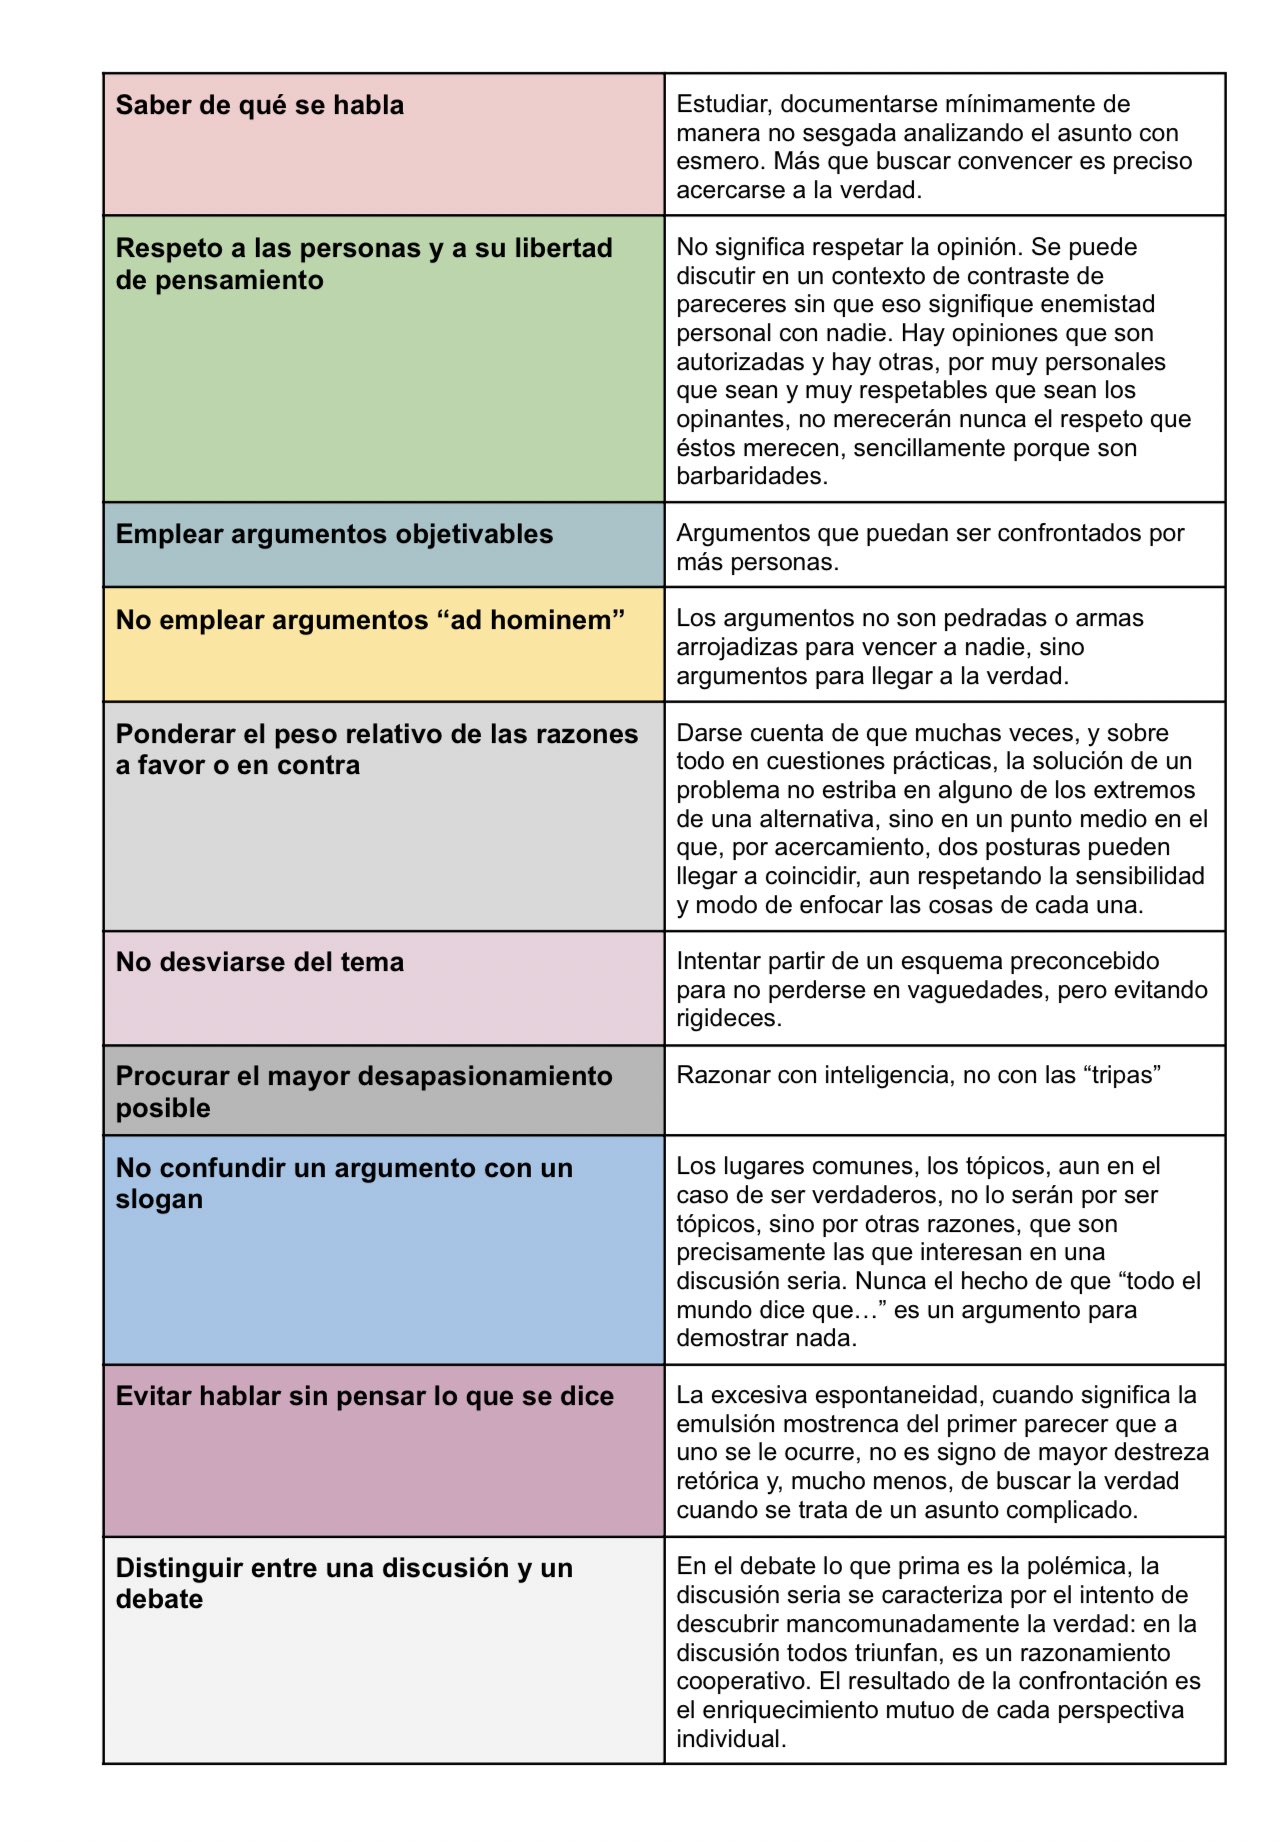 Saber de qué se habla
Estudiar, documentarse mínimamente de
manera no sesgada analizando el asunto con
esmero. Más que buscar convencer es preciso
acercarse a la verdad.
Respeto a las personas y a su libertad
de pensamiento
No significa respetar la opinión. Se puede
discutir en un contexto de contraste de
pareceres sin que eso signifique enemistad
personal con nadie. Hay opiniones que son
autorizadas y hay otras, por muy personales
que sean y muy respetables que sean los
opinantes, no merecerán nunca el respeto que
éstos merecen, sencillamente porque son
barbaridades.
Emplear argumentos objetivables
Argumentos que puedan ser confrontados por
más personas.
No emplear argumentos “ad hominem”
Los argumentos no son pedradas o armas
arrojadizas para vencer a nadie, sino
argumentos para llegar a la verdad.
Ponderar el peso relativo de las razones
a favor o en contra
Darse cuenta de que muchas veces, y sobre
todo en cuestiones prácticas, la solución de un
problema no estriba en alguno de los extremos
de una alternativa, sino en un punto medio en el
que, por acercamiento, dos posturas pueden
llegar a coincidir, aun respetando la sensibilidad
y modo de enfocar las cosas de cada una.
No desviarse del tema
Intentar partir de un esquema preconcebido
para no perderse en vaguedades, pero evitando
rigideces.
Procurar el mayor desapasionamiento
posible
Razonar con inteligencia, no con las “tripas”
No confundir un argumento con un
slogan
Los lugares comunes, los tópicos, aun en el
caso de ser verdaderos, no lo serán por ser
tópicos, sino por otras razones, que son
precisamente las que interesan en una
discusión seria. Nunca el hecho de que “todo el
mundo dice que…” es un argumento para
demostrar nada.
Evitar hablar sin pensar lo que se dice
La excesiva espontaneidad, cuando significa la
emulsión mostrenca del primer parecer que a
uno se le ocurre, no es signo de mayor destreza
retórica y, mucho menos, de buscar la verdad
cuando se trata de un asunto complicado.
Distinguir entre una discusión y un
debate
En el debate lo que prima es la polémica, la
discusión seria se caracteriza por el intento de
descubrir mancomunadamente la verdad: en la
discusión todos triunfan, es un razonamiento
cooperativo. El resultado de la confrontación es
el enriquecimiento mutuo de cada perspectiva
individual.